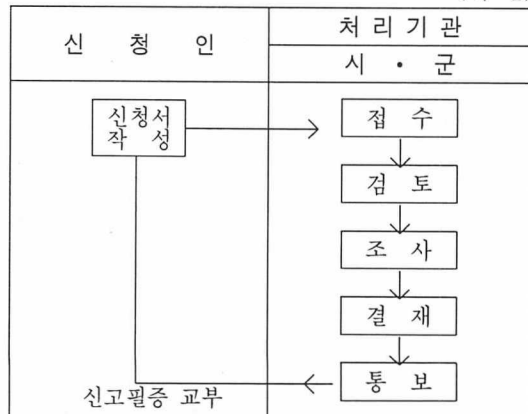 신 청 인
처 리 기 관
시 · 군
신청서
작 성
접 수
검 토
조 사
결 재
통 보
신고필증 교부